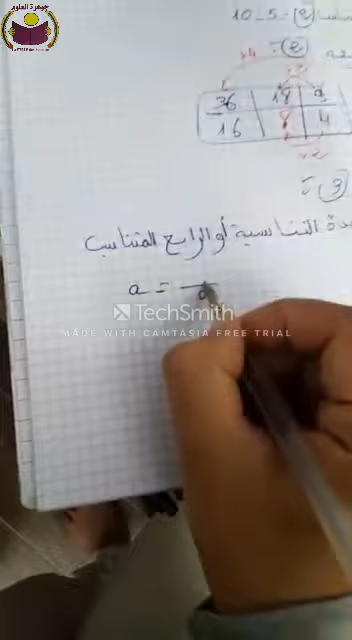 جوهرة العلوم
10-5=
×4
36 18 9
16 8 4
×2
(3) :
التناسبية أو الرابع المتناسب
a =
TechSmith
MADE WITH CAMTASIA FREE TRIAL